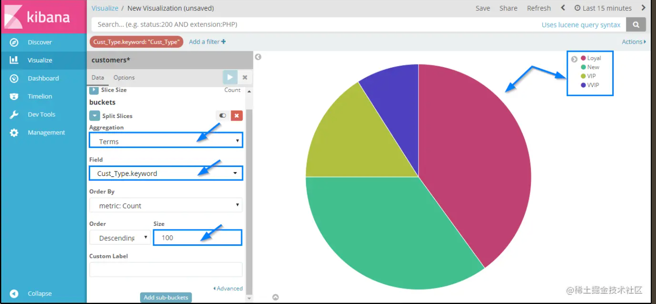 kibana
Discover
Visualize
Dashboard
Timelion
Dev Tools
Management
Collapse
Visualize / New Visualization (unsaved)
Save Share Refresh Last 15 minutes
Search... (e.g. status:200 AND extension:PHP)
Uses lucene query syntax
Cust_Type.keyword: "Cust_Type"
Add a filter +
Actions
customers*
Data Options
Slice Size Count
buckets
Split Slices
Aggregation
Terms
Field
Cust_Type.keyword
Order By
metric: Count
Order Size
Descending 100
Custom Label
Advanced
Add sub-buckets
Loyal
New
VIP
VVIP
@稀土掘金技术社区